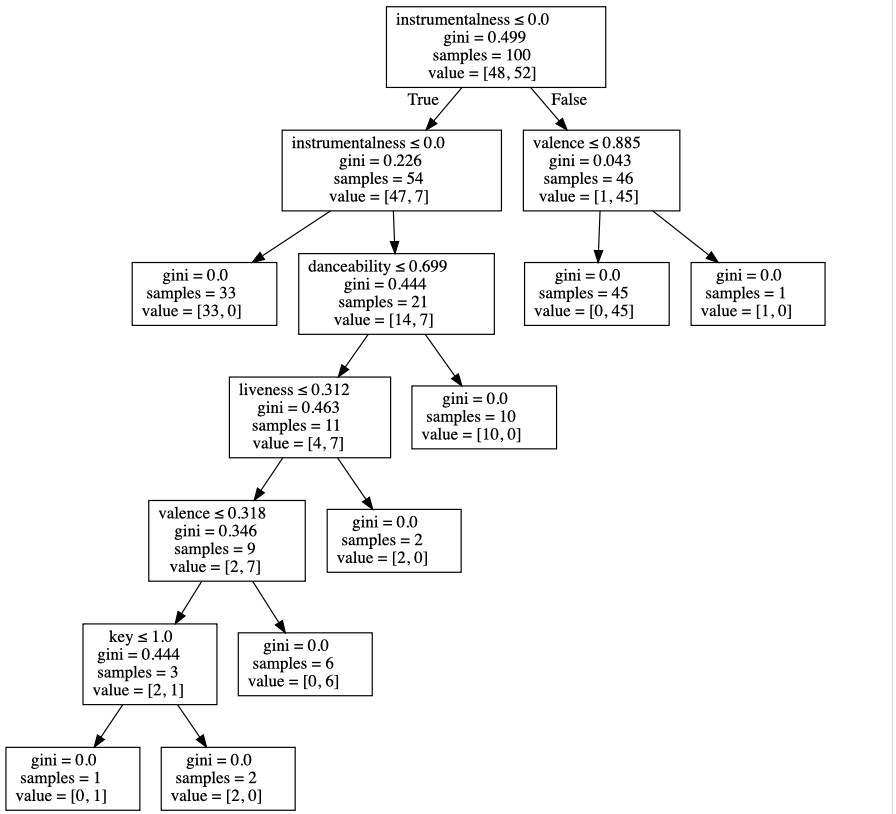 instrumentalness ≤ 0.0
gini = 0.499
samples = 100
value = [48, 52]
True
False
instrumentalness ≤ 0.0
gini = 0.226
samples = 54
value = [47, 7]
valence ≤ 0.885
gini = 0.043
samples = 46
value = [1, 45]
gini = 0.0
samples = 33
value = [33, 0]
danceability ≤ 0.699
gini = 0.444
samples = 21
value = [14, 7]
gini = 0.0
samples = 45
value = [0, 45]
gini = 0.0
samples = 1
value = [1, 0]
liveness ≤ 0.312
gini = 0.463
samples = 11
value = [4, 7]
gini = 0.0
samples = 10
value = [10, 0]
valence ≤ 0.318
gini = 0.346
samples = 9
value = [2, 7]
gini = 0.0
samples = 2
value = [2, 0]
key ≤ 1.0
gini = 0.444
samples = 3
value = [2, 1]
gini = 0.0
samples = 6
value = [0, 6]
gini = 0.0
samples = 1
value = [0, 1]
gini = 0.0
samples = 2
value = [2, 0]